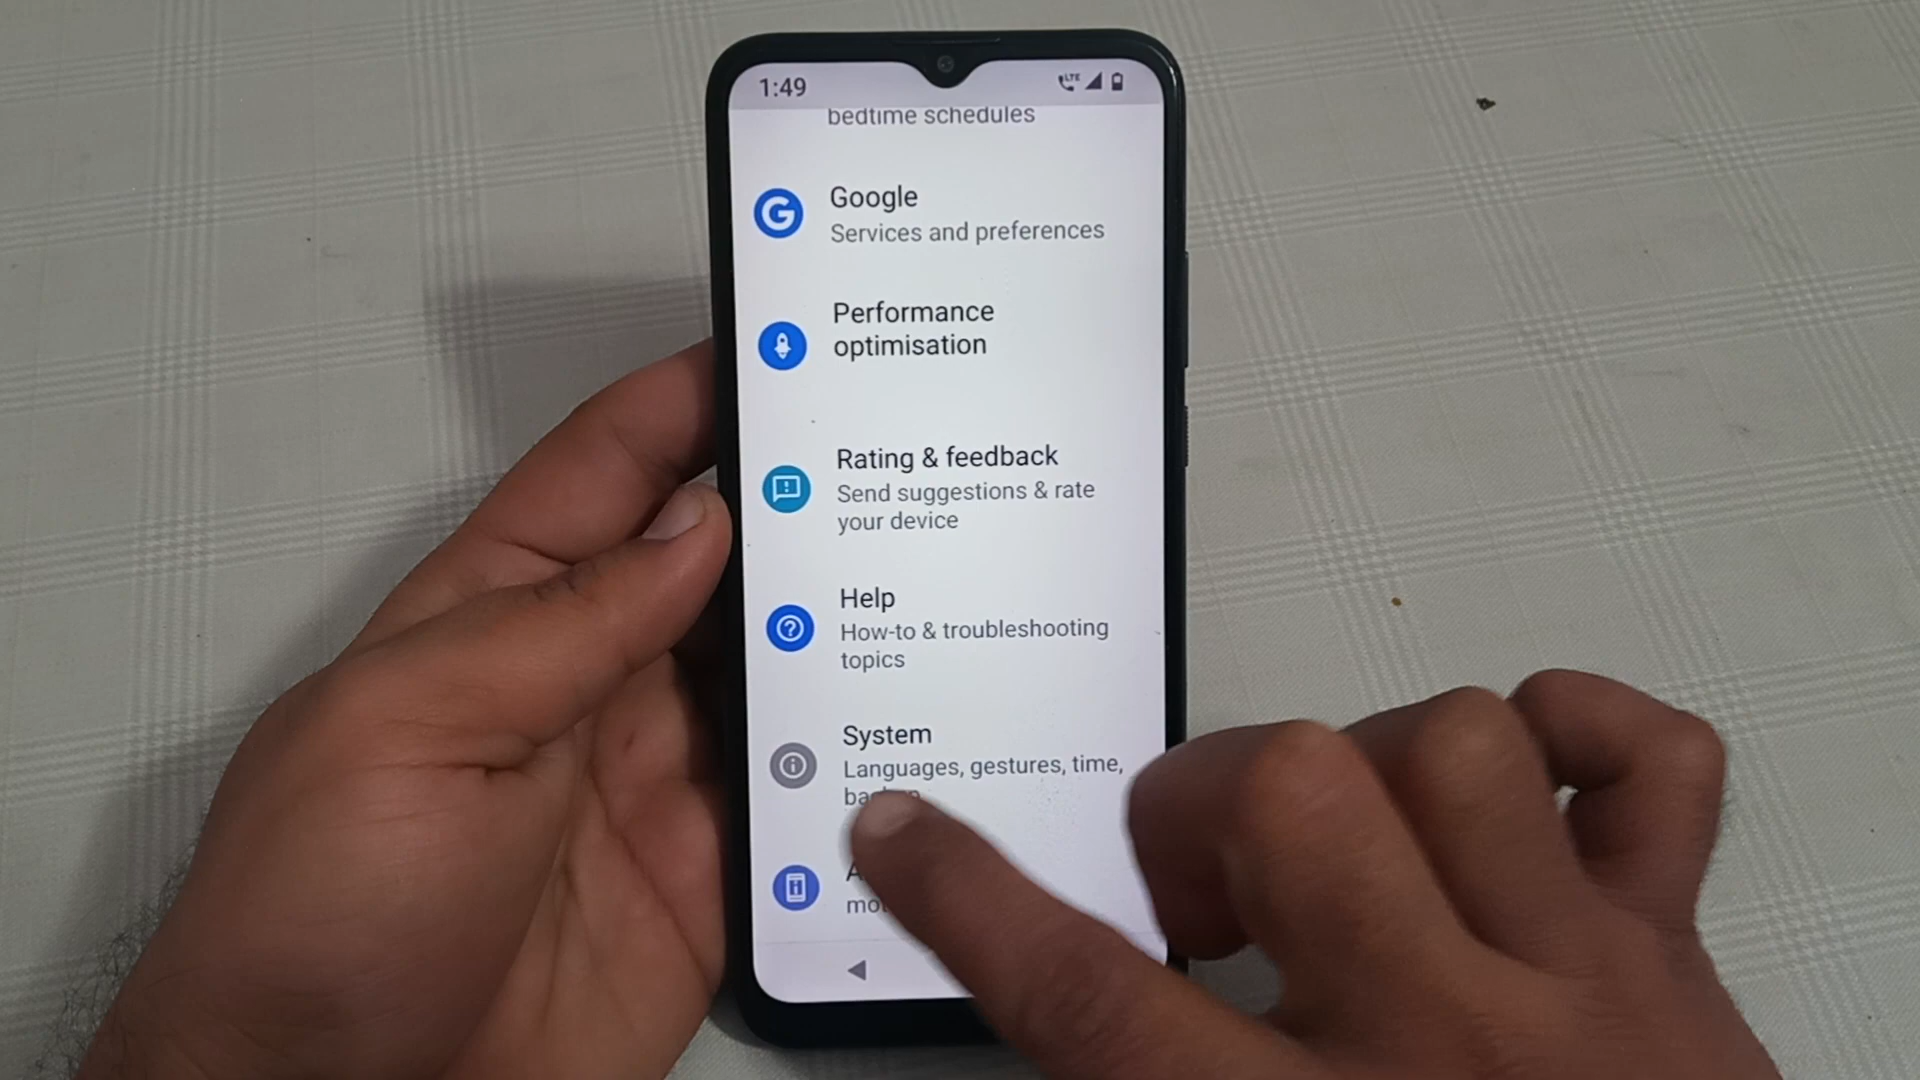 1:49
LTE
bedtime schedules
Google
Services and preferences
Performance
optimisation
Rating & feedback
Send suggestions & rate
your device
Help
How-to & troubleshooting
topics
System
Languages, gestures, time,